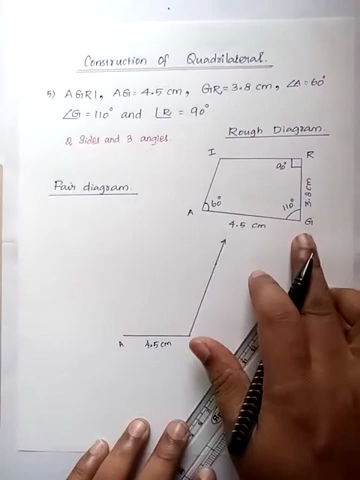 Construction Of Quadrilateral.
5) AGRI, AG = 4.5 cm, GR = 3.8 cm, ∠A = 60°
∠G = 110° and ∠R = 90°
2 Sides and 3 angles.
Rough Diagram.
I
R
90°
3.8 cm
A
60°
110°
G
4.5 cm
Fair diagram.
A
4.5 cm